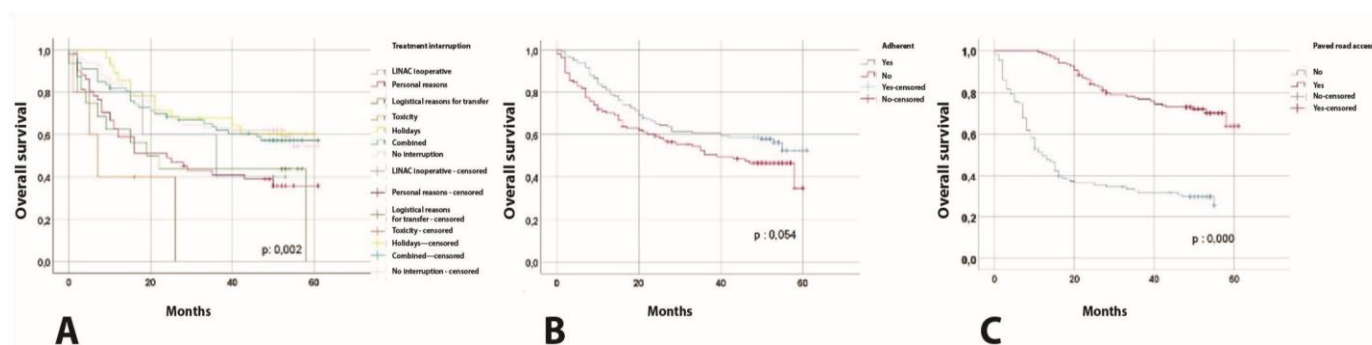 Treatment interruption
LINAC inoperative
Personal reasons
Logistical reasons for transfer
Toxicity
Holidays
Combined
No interruption
LINAC inoperative - censored
Personal reasons - censored
Logistical reasons
for transfer - censored
Toxicity - censored
Holidays—censored
Combined—censored
No interruption - censored
Overall survival
1,0
0,8
0,6
0,4
0,2
0,0
p: 0,002
0
20
40
60
Months
A
Adherent
Yes
No
Yes-censored
No-censored
Overall survival
1,0
0,8
0,6
0,4
0,2
0,0
p : 0,054
0
20
40
60
Months
B
Paved road access
No
Yes
No-censored
Yes-censored
Overall survival
1,0
0,8
0,6
0,4
0,2
0,0
p : 0,000
0
20
40
60
Months
C